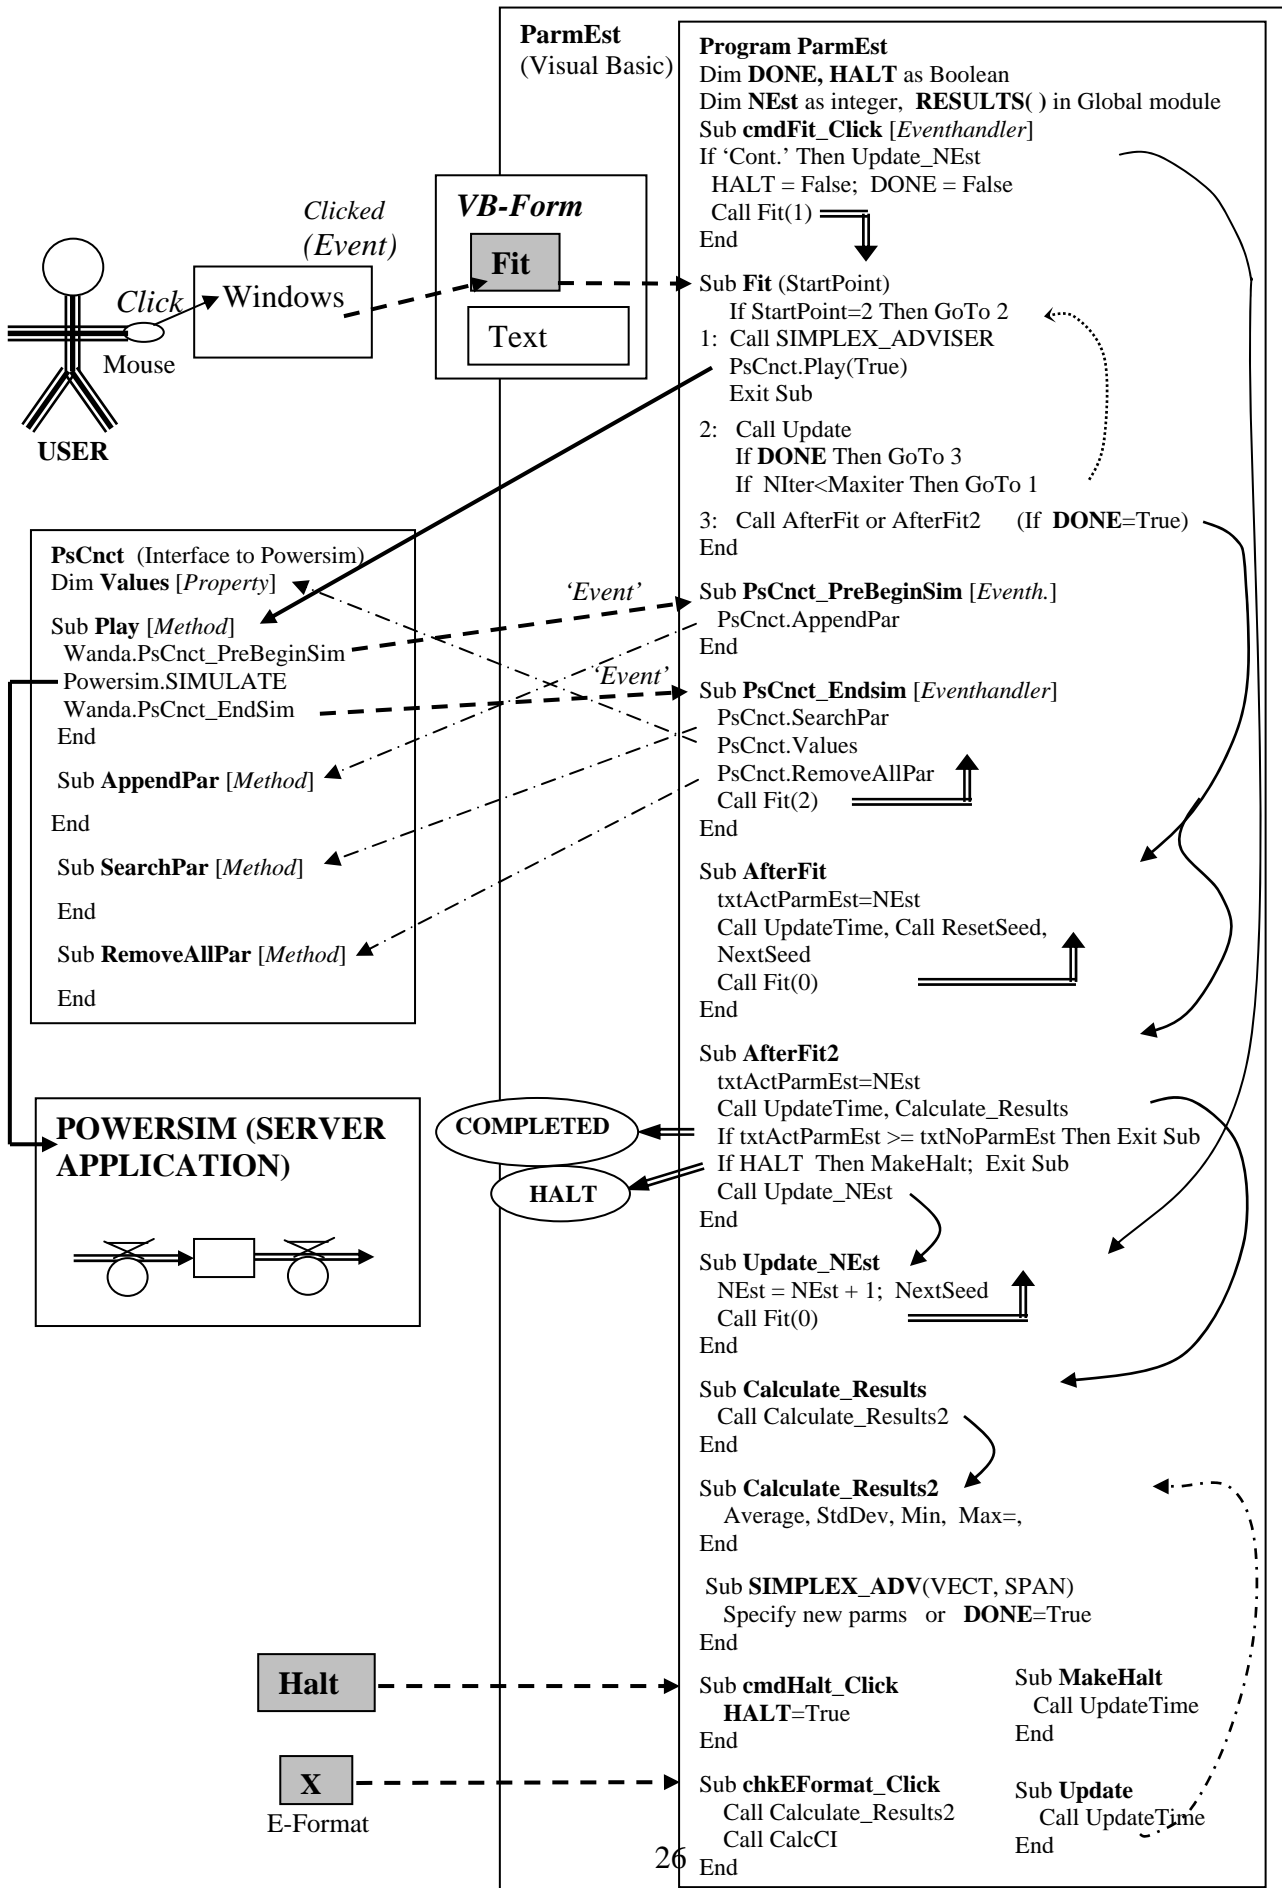 ParmEst
(Visual Basic)
Program ParmEst
Dim DONE, HALT as Boolean
Dim NEst as integer, RESULTS( ) in Global module
Sub cmdFit_Click [Eventhandler]
If ‘Cont.’ Then Update_NEst
HALT = False; DONE = False
Call Fit(1)
End
VB-Form
Fit
Text
Clicked
(Event)
Click
Windows
Mouse
USER
Sub Fit (StartPoint)
If StartPoint=2 Then GoTo 2
1: Call SIMPLEX_ADVISER
PsCnct.Play(True)
Exit Sub
2: Call Update
If DONE Then GoTo 3
If NIter<Maxiter Then GoTo 1
3: Call AfterFit or AfterFit2 (If DONE=True)
End
PsCnct (Interface to Powersim)
Dim Values [Property]
Sub Play [Method]
Wanda.PsCnct_PreBeginSim
Powersim.SIMULATE
Wanda.PsCnct_EndSim
End
Sub AppendPar [Method]
End
Sub SearchPar [Method]
End
Sub RemoveAllPar [Method]
End
‘Event’
‘Event’
Sub PsCnct_PreBeginSim [Eventh.]
PsCnct.AppendPar
End
Sub PsCnct_Endsim [Eventhandler]
PsCnct.SearchPar
PsCnct.Values
PsCnct.RemoveAllPar
Call Fit(2)
End
Sub AfterFit
txtActParmEst=NEst
Call UpdateTime, Call ResetSeed,
NextSeed
Call Fit(0)
End
Sub AfterFit2
txtActParmEst=NEst
Call UpdateTime, Calculate_Results
If txtActParmEst >= txtNoParmEst Then Exit Sub
If HALT Then MakeHalt; Exit Sub
Call Update_NEst
End
COMPLETED
HALT
POWERSIM (SERVER
APPLICATION)
Sub Update_NEst
NEst = NEst + 1; NextSeed
Call Fit(0)
End
Sub Calculate_Results
Call Calculate_Results2
End
Sub Calculate_Results2
Average, StdDev, Min, Max=,
End
Sub SIMPLEX_ADV(VECT, SPAN)
Specify new parms or DONE=True
End
Halt
Sub cmdHalt_Click
HALT=True
End
Sub MakeHalt
Call UpdateTime
End
X
E-Format
Sub chkEFormat_Click
Call Calculate_Results2
Call CalcCI
End
Sub Update
Call UpdateTime
End
26